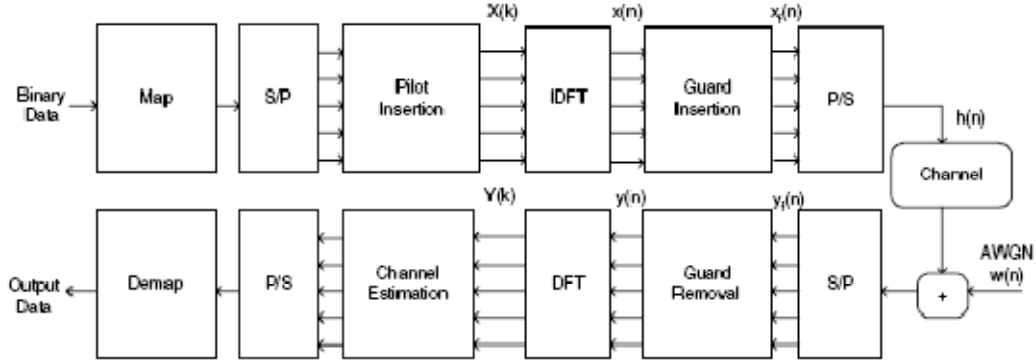 X(k)
x(n)
x_f(n)
Binary
Data
Map
S/P
Pilot
Insertion
IDFT
Guard
Insertion
P/S
h(n)
Channel
Y(k)
y(n)
y_f(n)
AWGN
w(n)
Output
Data
Demap
P/S
Channel
Estimation
DFT
Guard
Removal
S/P
+